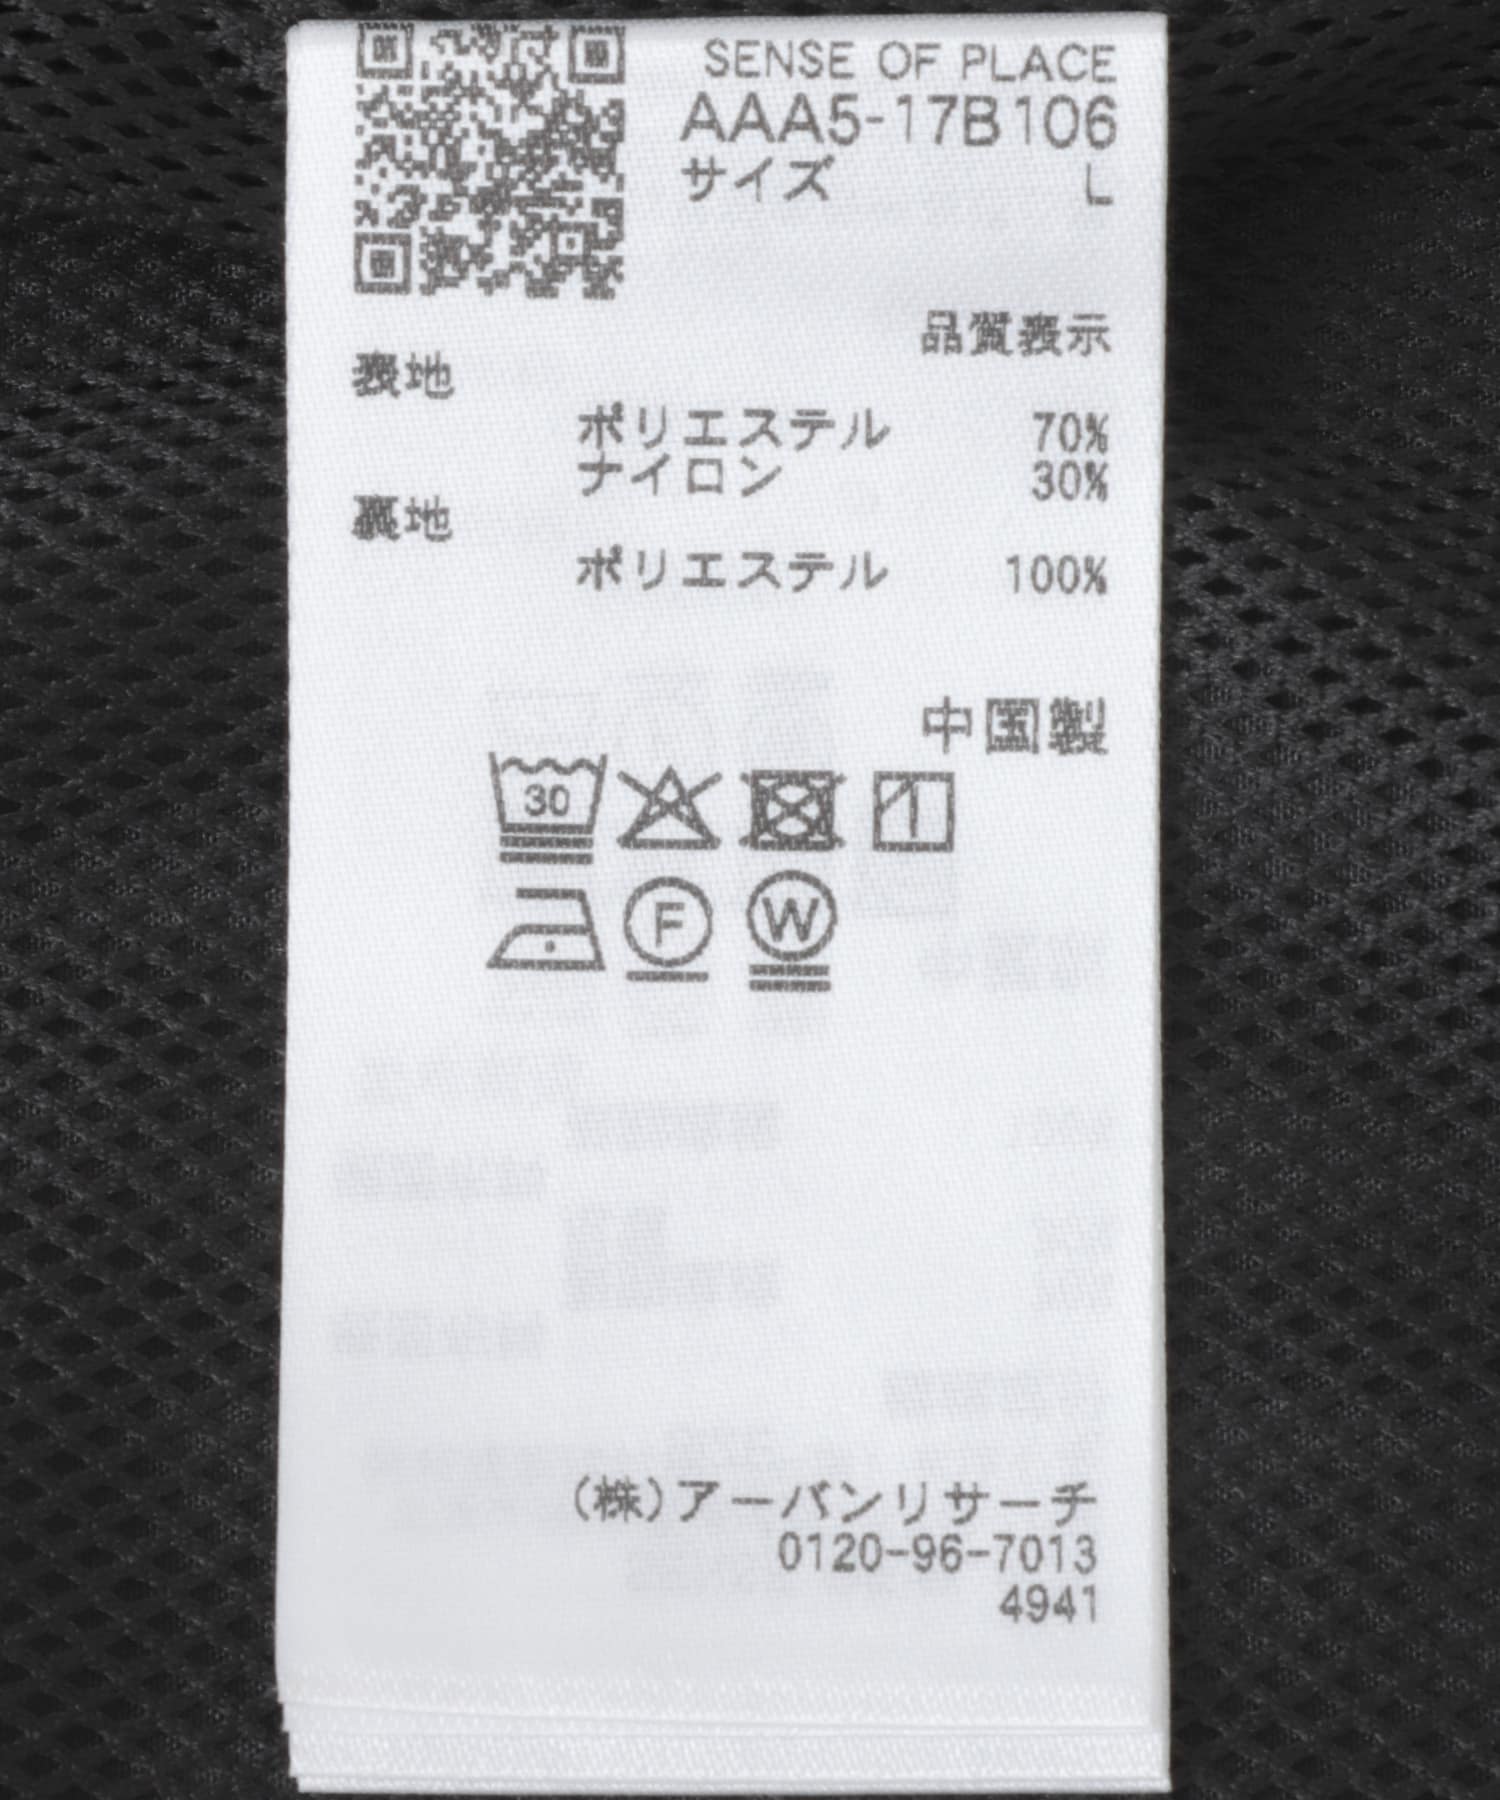 SENSE OF PLACE
AAA5-17B106
サイズ L
品質表示
表地
ポリエステル 70%
ナイロン 30%
裏地
ポリエステル 100%
中国製
30
F W
(株)アーバンリサーチ
0120-96-7013
4941